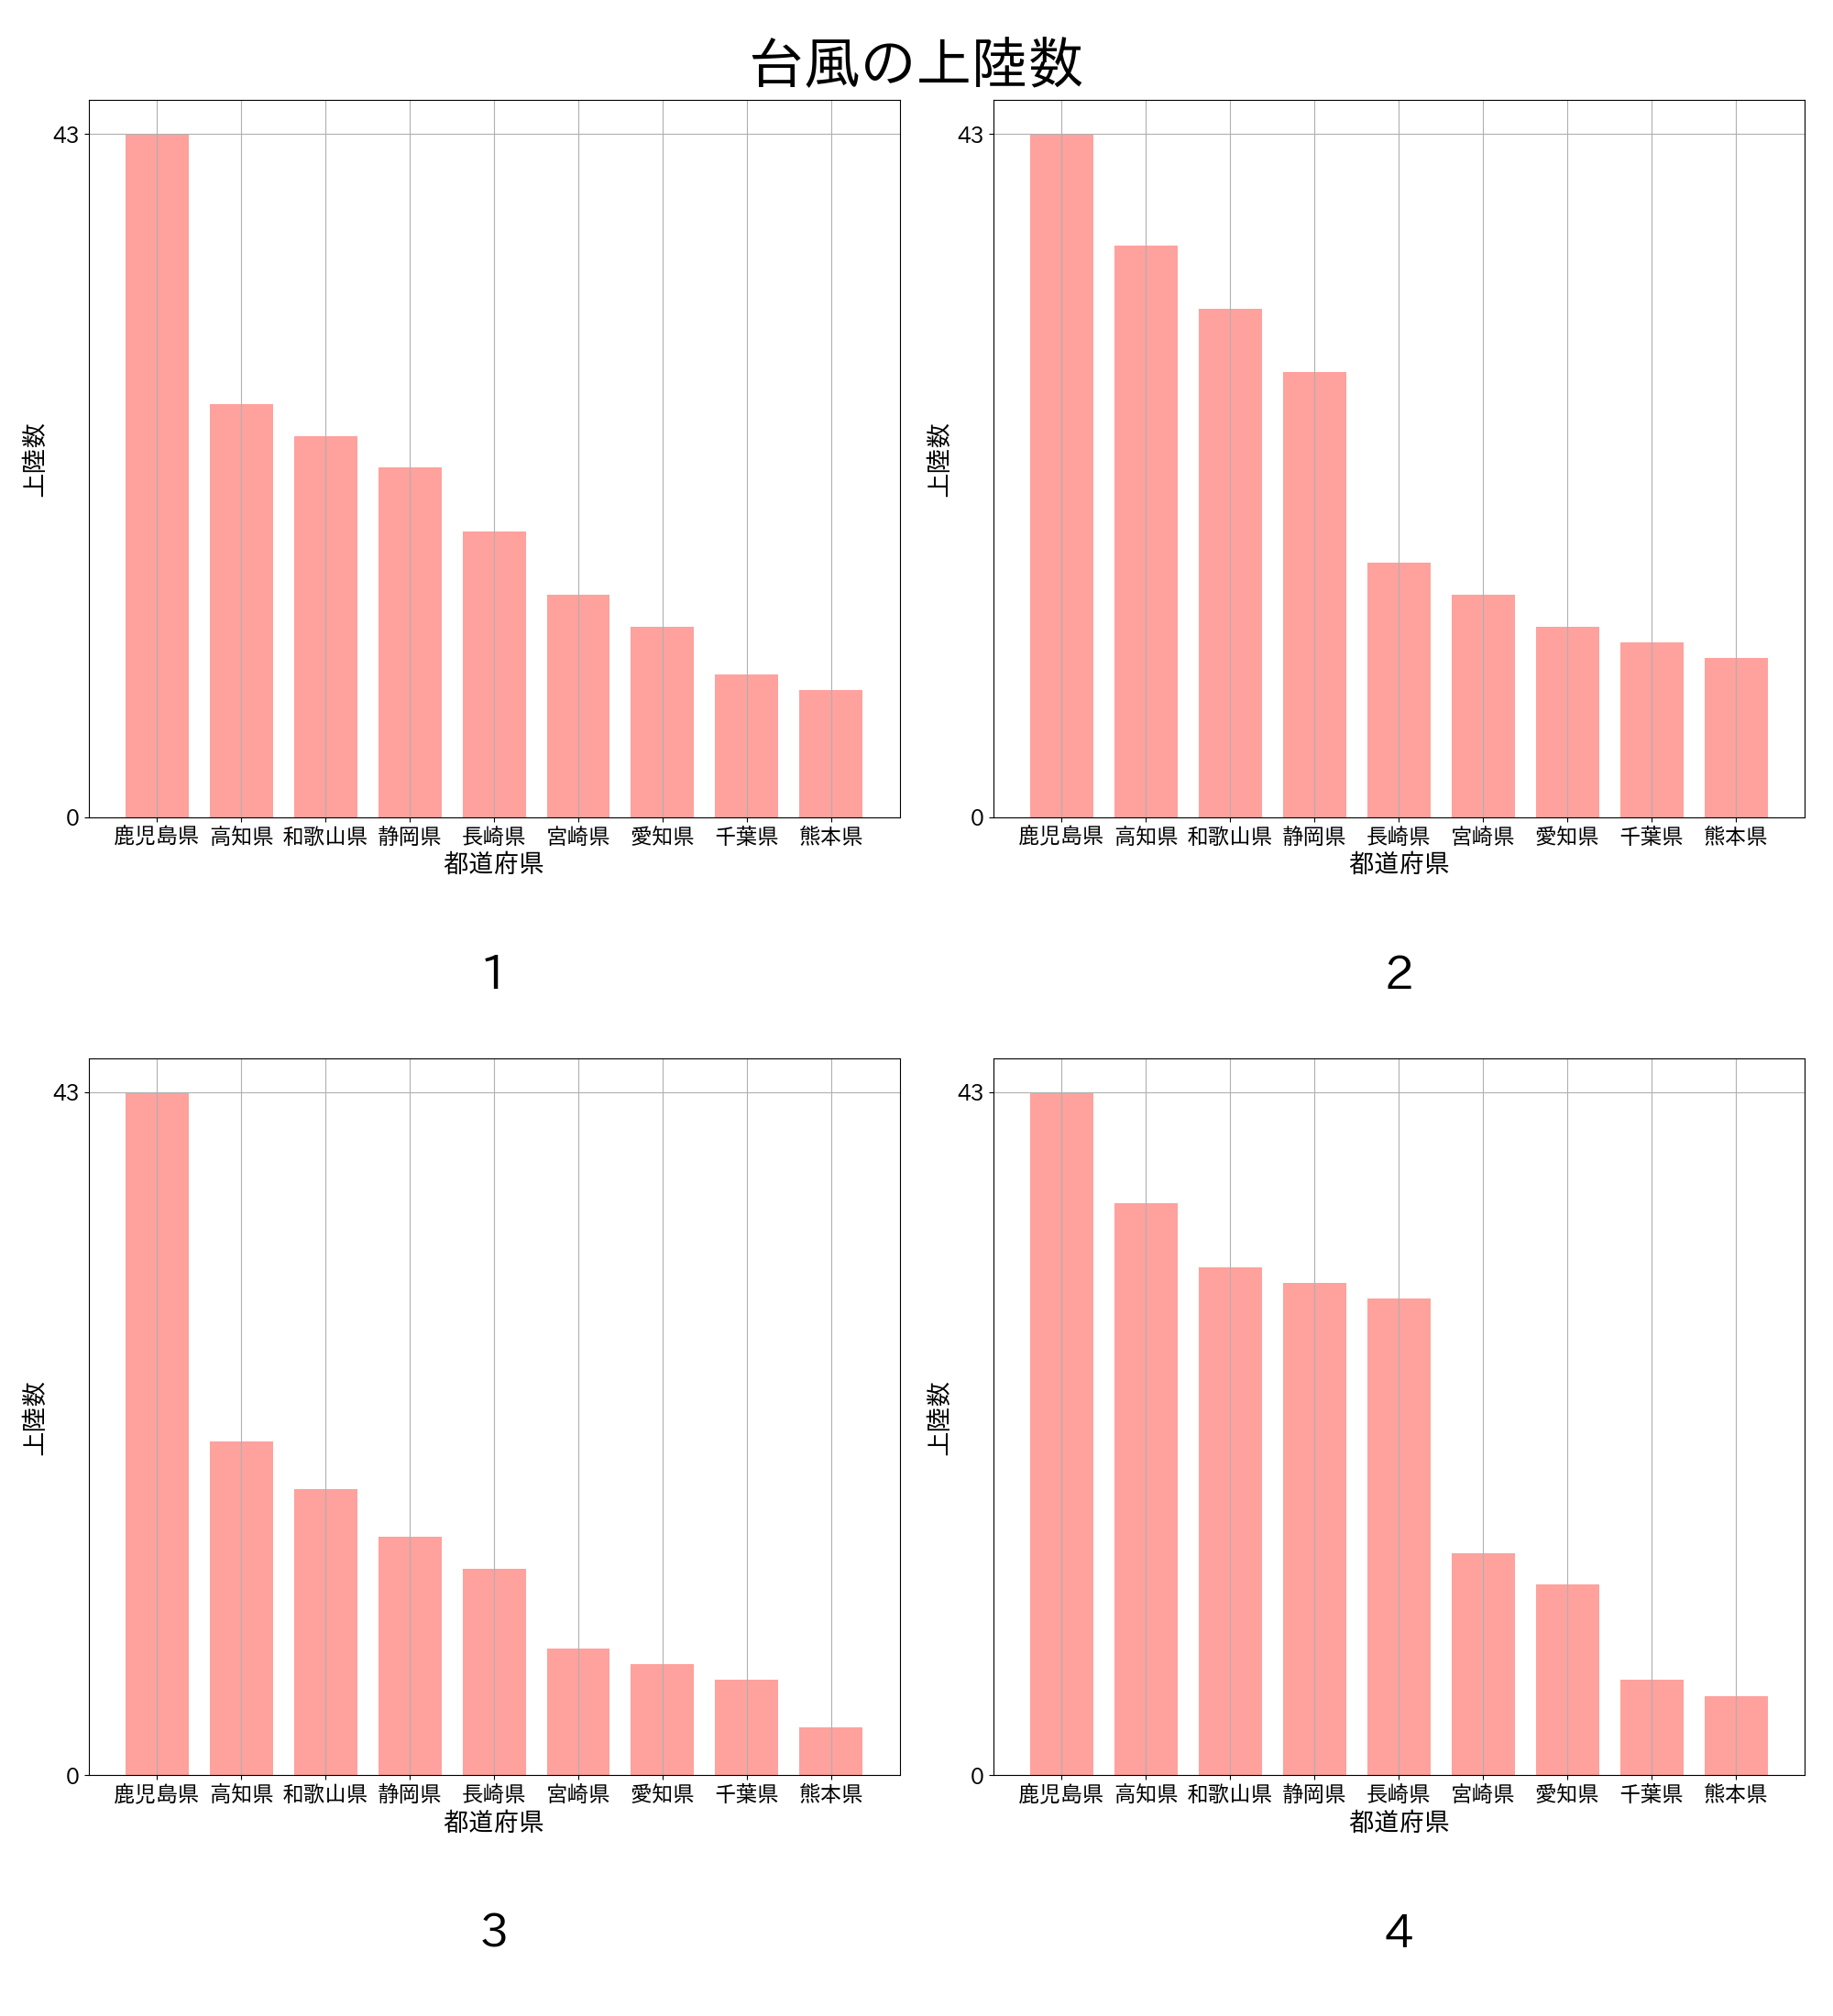 台風の上陸数
43
0
上陸数
鹿児島県 高知県 和歌山県 静岡県 長崎県 宮崎県 愛知県 千葉県 熊本県
都道府県
1
43
0
上陸数
鹿児島県 高知県 和歌山県 静岡県 長崎県 宮崎県 愛知県 千葉県 熊本県
都道府県
2
43
0
上陸数
鹿児島県 高知県 和歌山県 静岡県 長崎県 宮崎県 愛知県 千葉県 熊本県
都道府県
3
43
0
上陸数
鹿児島県 高知県 和歌山県 静岡県 長崎県 宮崎県 愛知県 千葉県 熊本県
都道府県
4